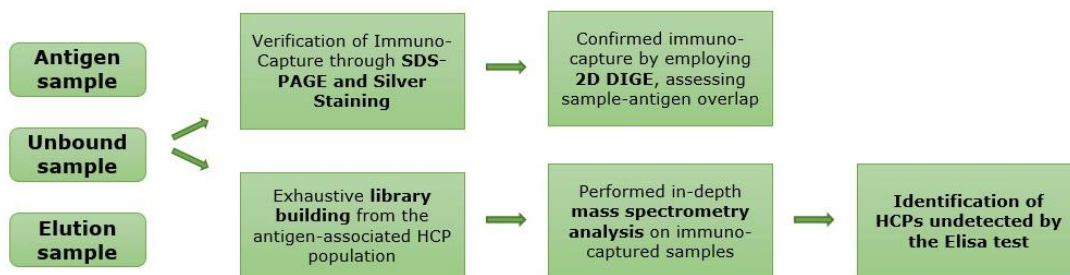 Antigen
sample
Unbound
sample
Elution
sample
Verification of Immuno-
Capture through SDS-
PAGE and Silver
Staining
Confirmed immuno-
capture by employing
2D DIGE, assessing
sample-antigen overlap
Exhaustive library
building from the
antigen-associated HCP
population
Performed in-depth
mass spectrometry
analysis on immuno-
captured samples
Identification of
HCPs undetected by
the Elisa test